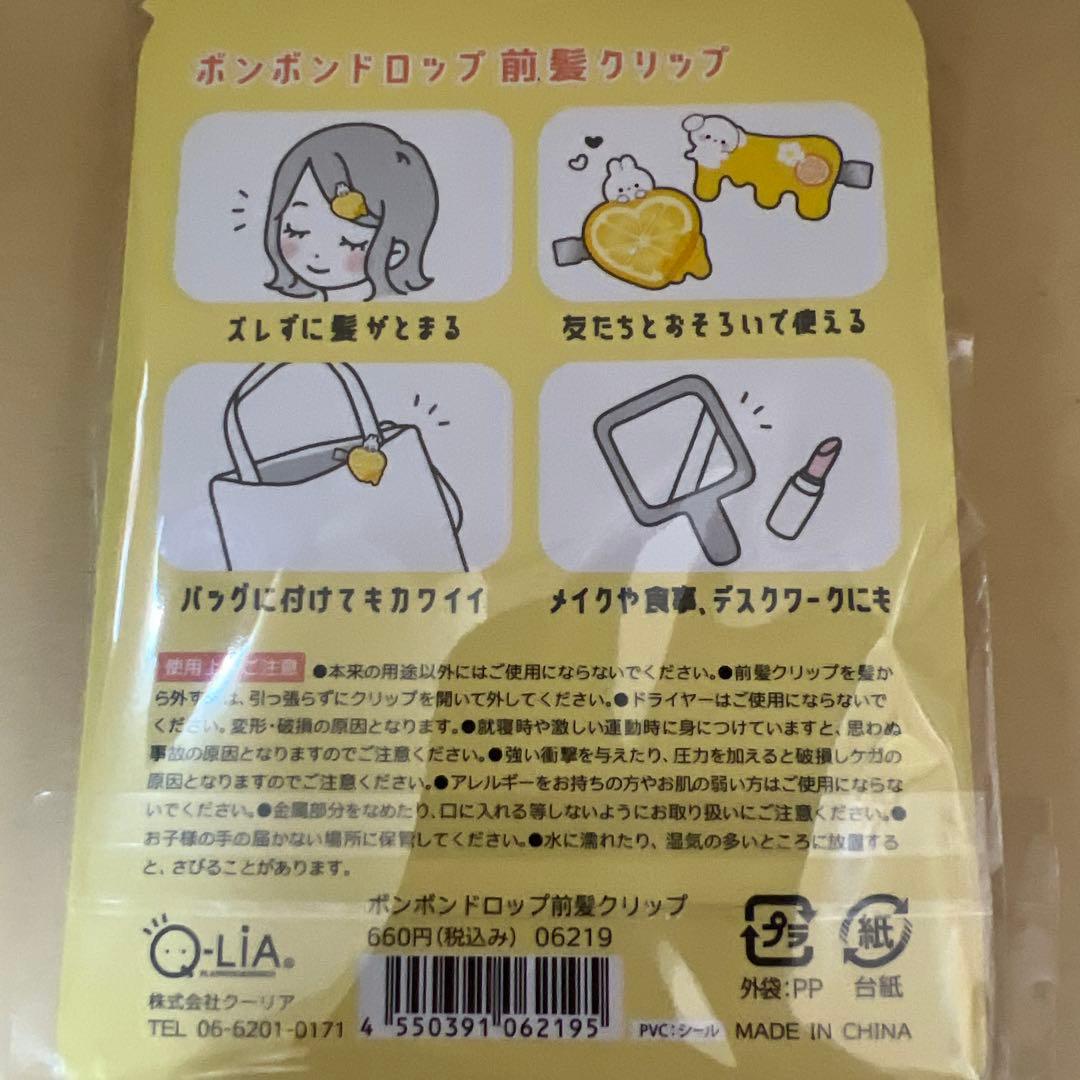 ボンボンドロップ前髪クリップ
ズレずに髪がとまる
友たちとおそろいで使える
バッグに付けてもカワイイ
メイクや食事、デスクワークにも
使用上 ご注意 ●本来の用途以外にはご使用にならないでください。●前髪クリップを髪か
ら外す は、引っ張らずにクリップを開いて外してください。●ドライヤーはご使用にならないで
ください。変形・破損の原因となります。●就寝時や激しい運動時に身につけていますと、思わぬ
事故の原因となりますのでご注意ください。●強い衝撃を与えたり、圧力を加えると破損しケガの
原因となりますのでご注意ください。●アレルギーをお持ちの方やお肌の弱い方はご使用にならな
いでください。●金属部分をなめたり、口に入れる等しないようにお取り扱いにご注意ください。●
お子様の手の届かない場所に保管してください。●水に濡れたり、湿気の多いところに放置する
と、さびることがあります。
Q-LiA®
株式会社クーリア
TEL 06-6201-0171
ボンボンドロップ前髪クリップ
660円(税込み) 06219
4 550391 062195
PVC:シール
プラ
外袋:PP
紙
台紙
MADE IN CHINA